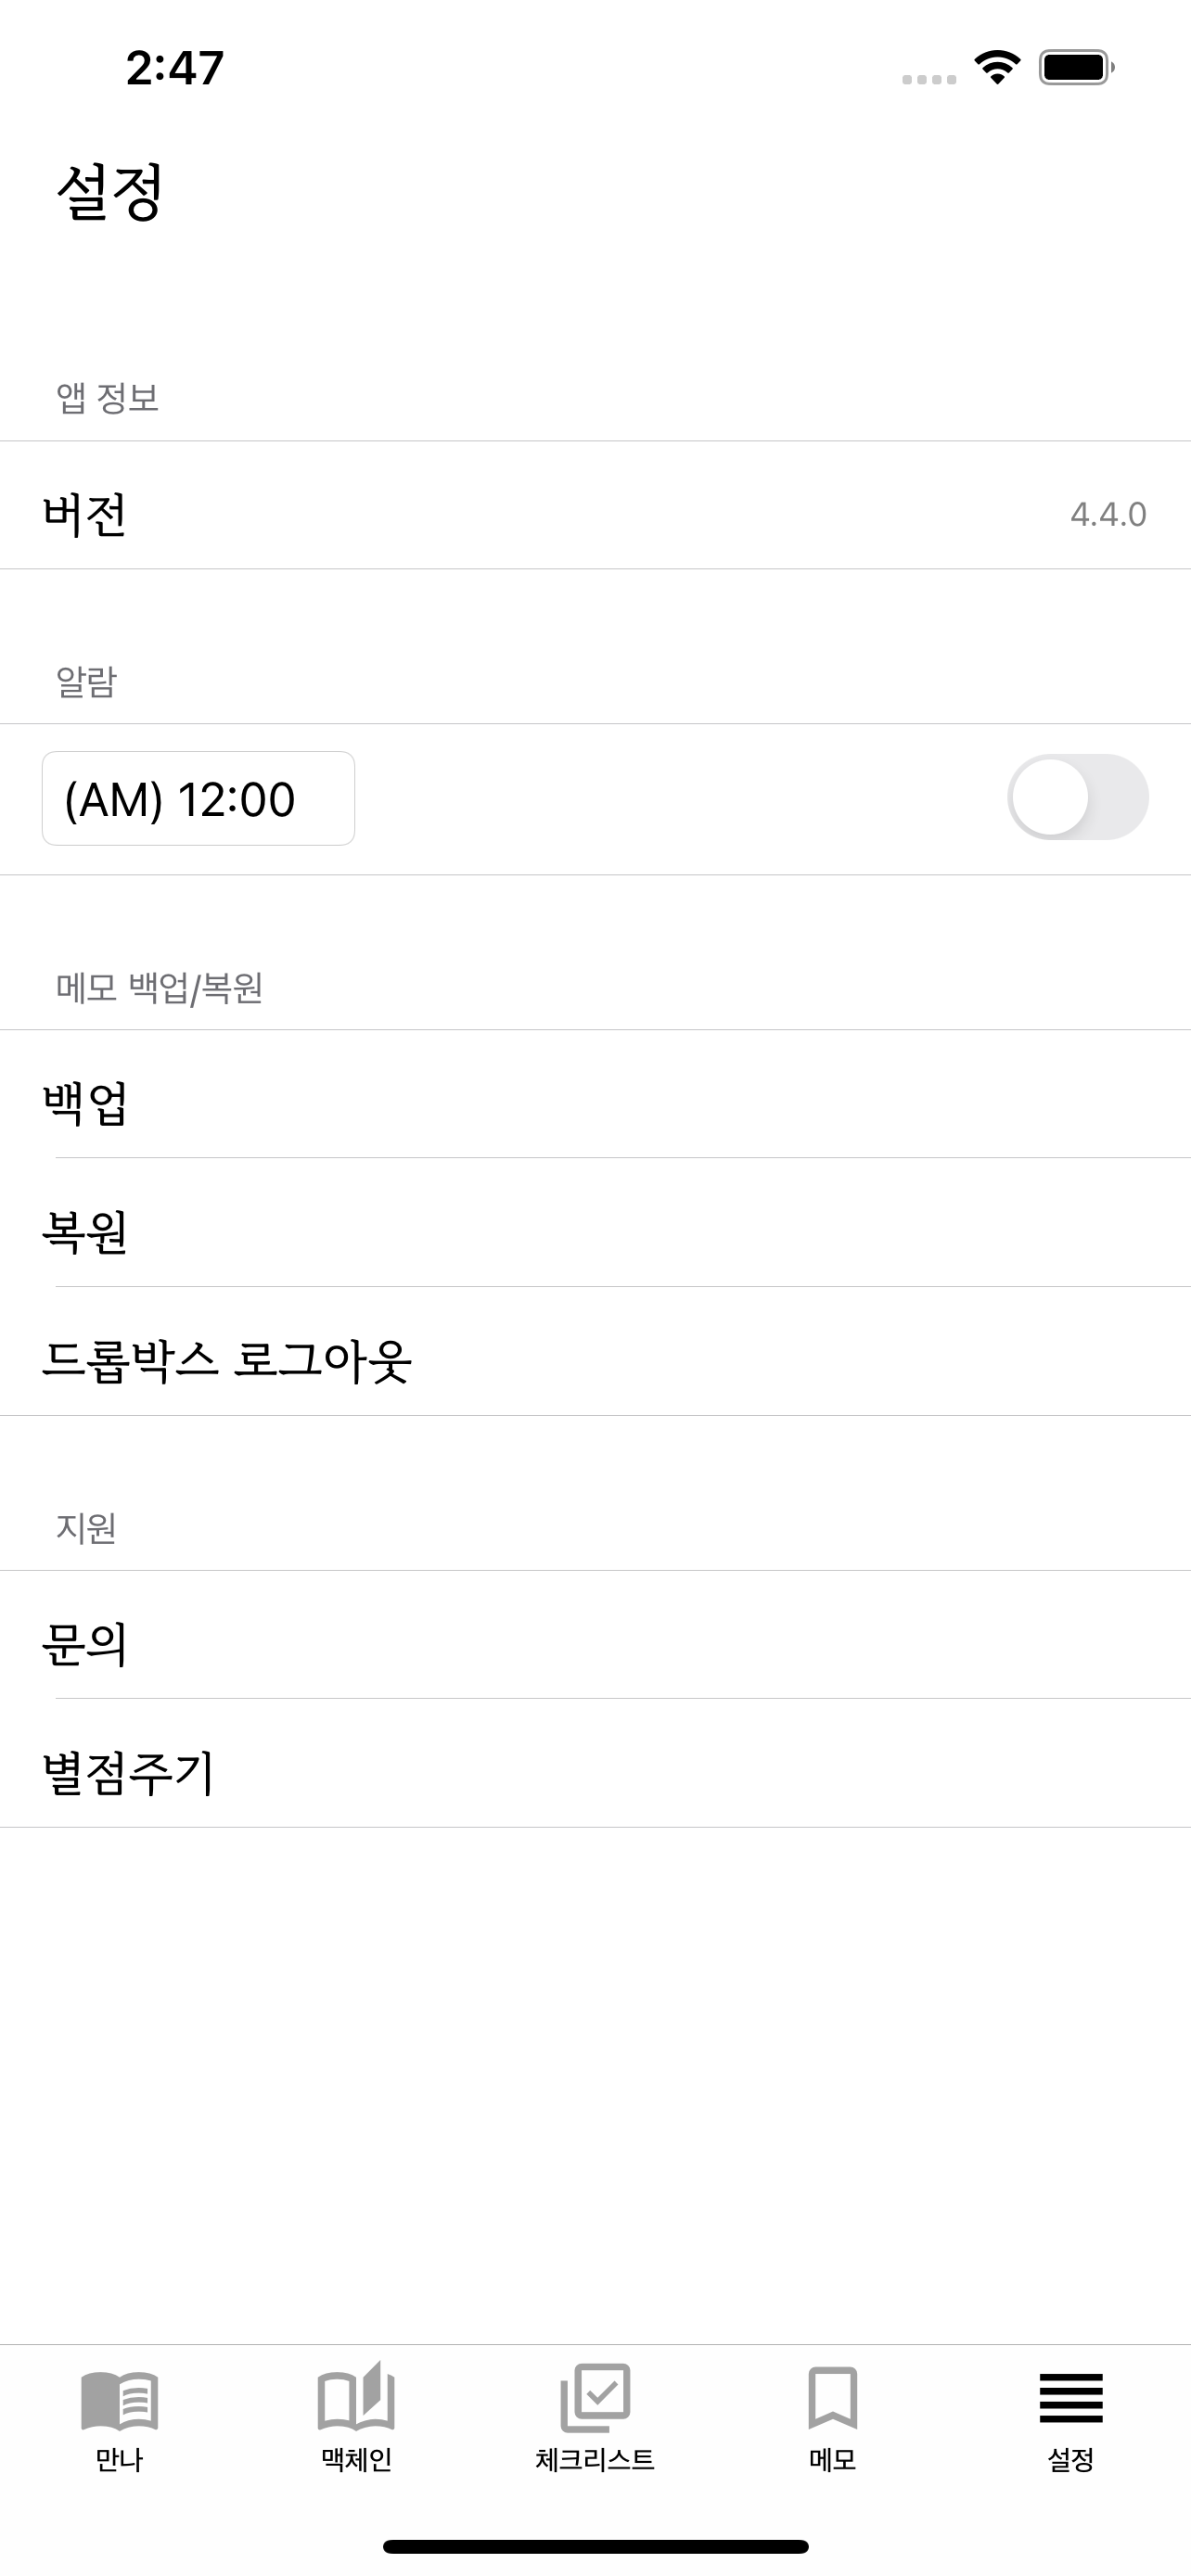 2:47
설정
앱 정보
버전 4.4.0
알람
(AM) 12:00
메모 백업/복원
백업
복원
드롭박스 로그아웃
지원
문의
별점주기
만나 맥체인 체크리스트 메모 설정